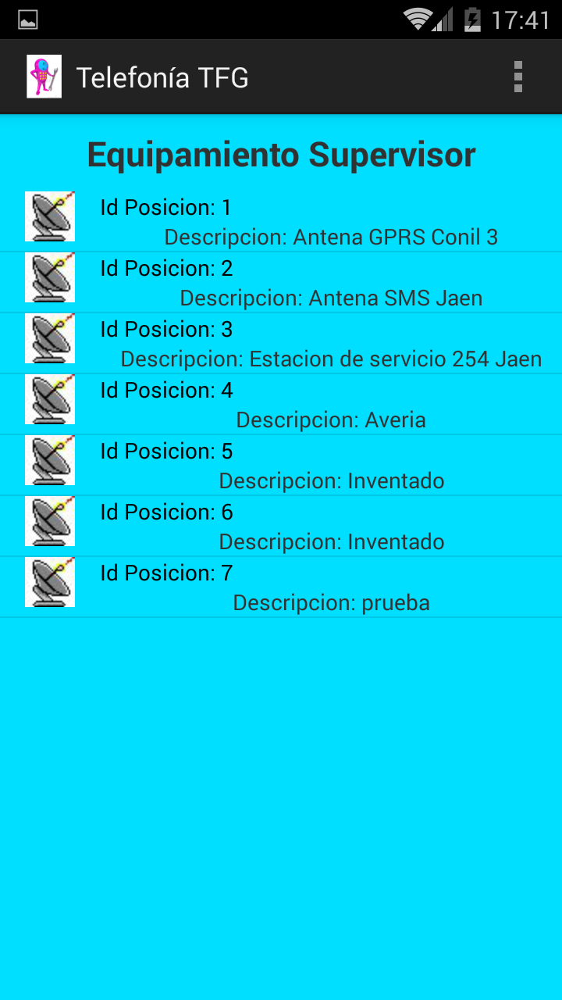 17:41
Telefonía TFG
Equipamiento Supervisor
Id Posicion: 1
Descripcion: Antena GPRS Conil 3
Id Posicion: 2
Descripcion: Antena SMS Jaen
Id Posicion: 3
Descripcion: Estacion de servicio 254 Jaen
Id Posicion: 4
Descripcion: Averia
Id Posicion: 5
Descripcion: Inventado
Id Posicion: 6
Descripcion: Inventado
Id Posicion: 7
Descripcion: prueba